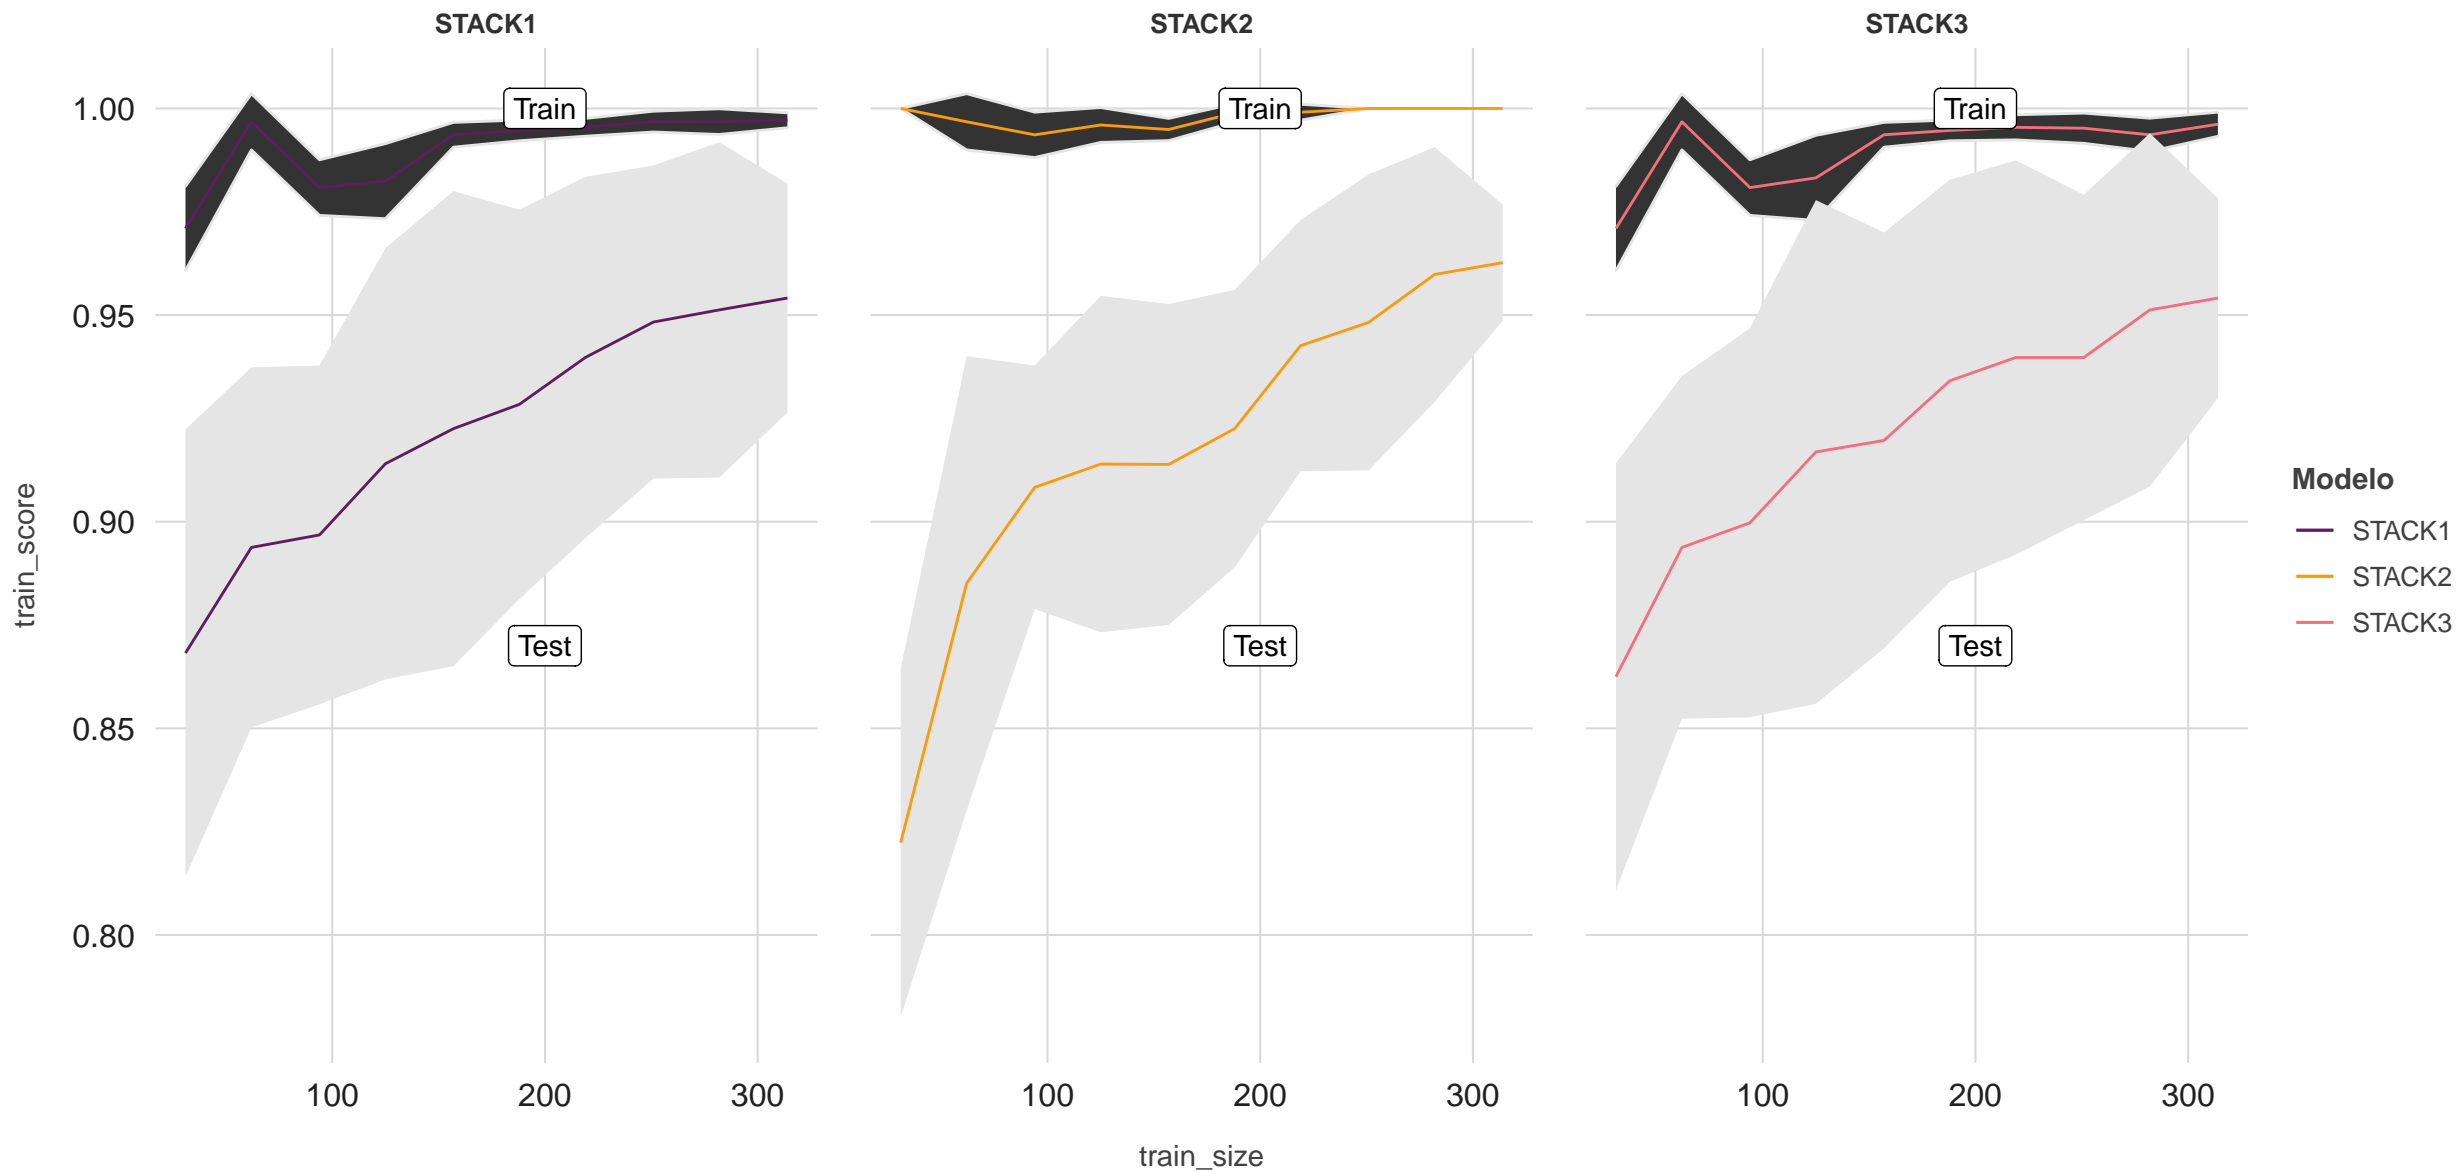 STACK1
STACK2
STACK3
train_score
1.00
0.95
0.90
0.85
0.80
Train
Test
Train
Test
Train
Test
100
200
300
100
200
300
100
200
300
train_size
Modelo
STACK1
STACK2
STACK3